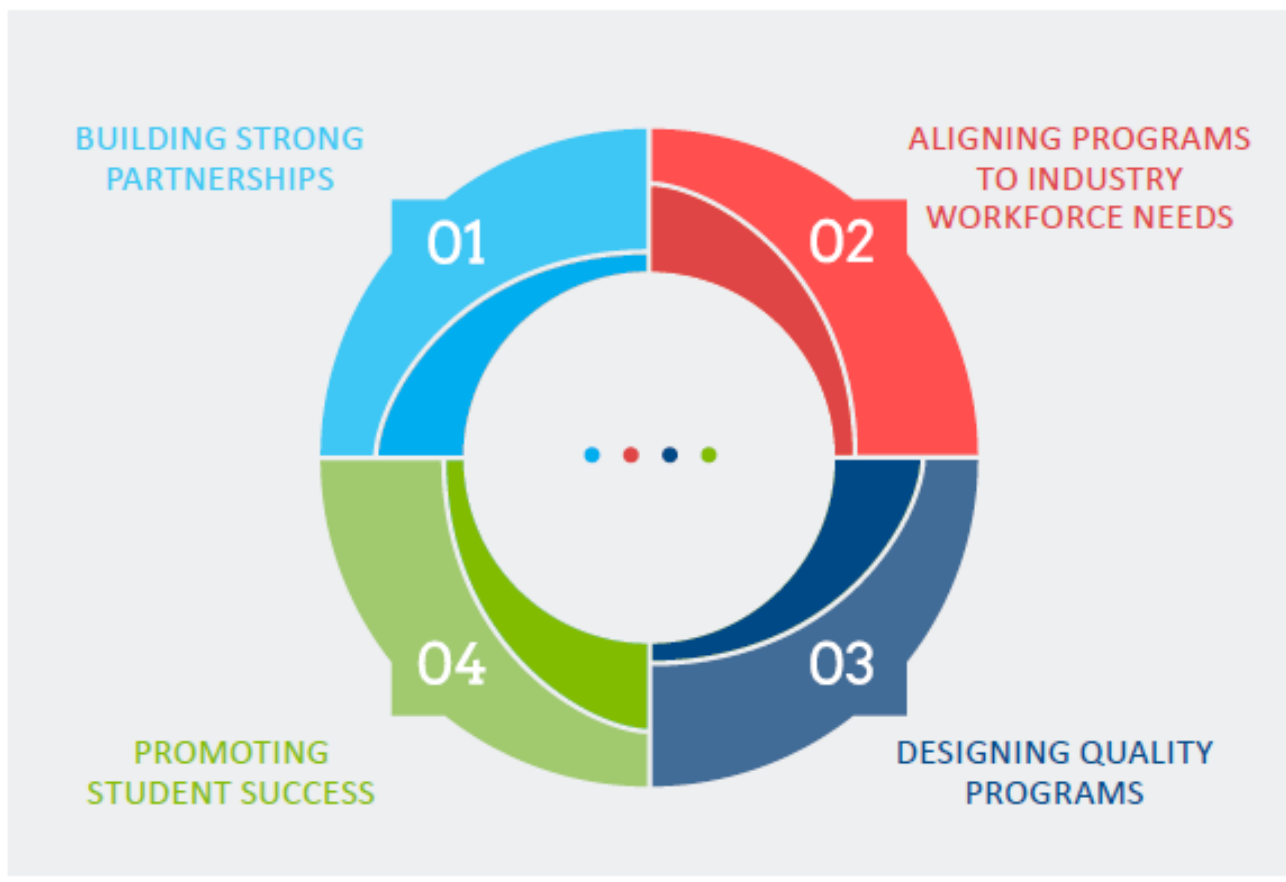 BUILDING STRONG
PARTNERSHIPS
01
ALIGNING PROGRAMS
TO INDUSTRY
WORKFORCE NEEDS
02
03
DESIGNING QUALITY
PROGRAMS
04
PROMOTING
STUDENT SUCCESS